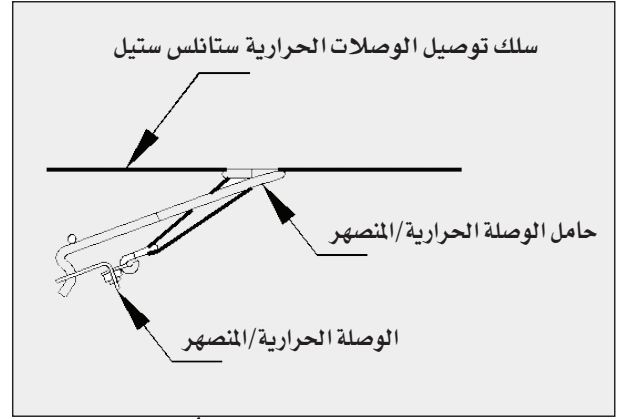 سلك توصيل الوصلات الحرارية ستانلس ستيل
حامل الوصلة الحرارية/المنصهر
الوصلة الحرارية/المنصهر